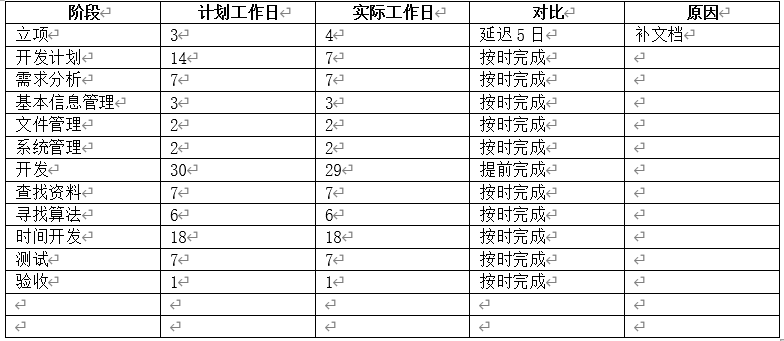 阶段 计划工作日 实际工作日 对比 原因
立项 3 4 延迟 5 日 补文档
开发计划 14 7 按时完成
需求分析 7 7 按时完成
基本信息管理 3 3 按时完成
文件管理 2 2 按时完成
系统管理 2 2 按时完成
开发 30 29 提前完成
查找资料 7 7 按时完成
寻找算法 6 6 按时完成
时间开发 18 18 按时完成
测试 7 7 按时完成
验收 1 1 按时完成